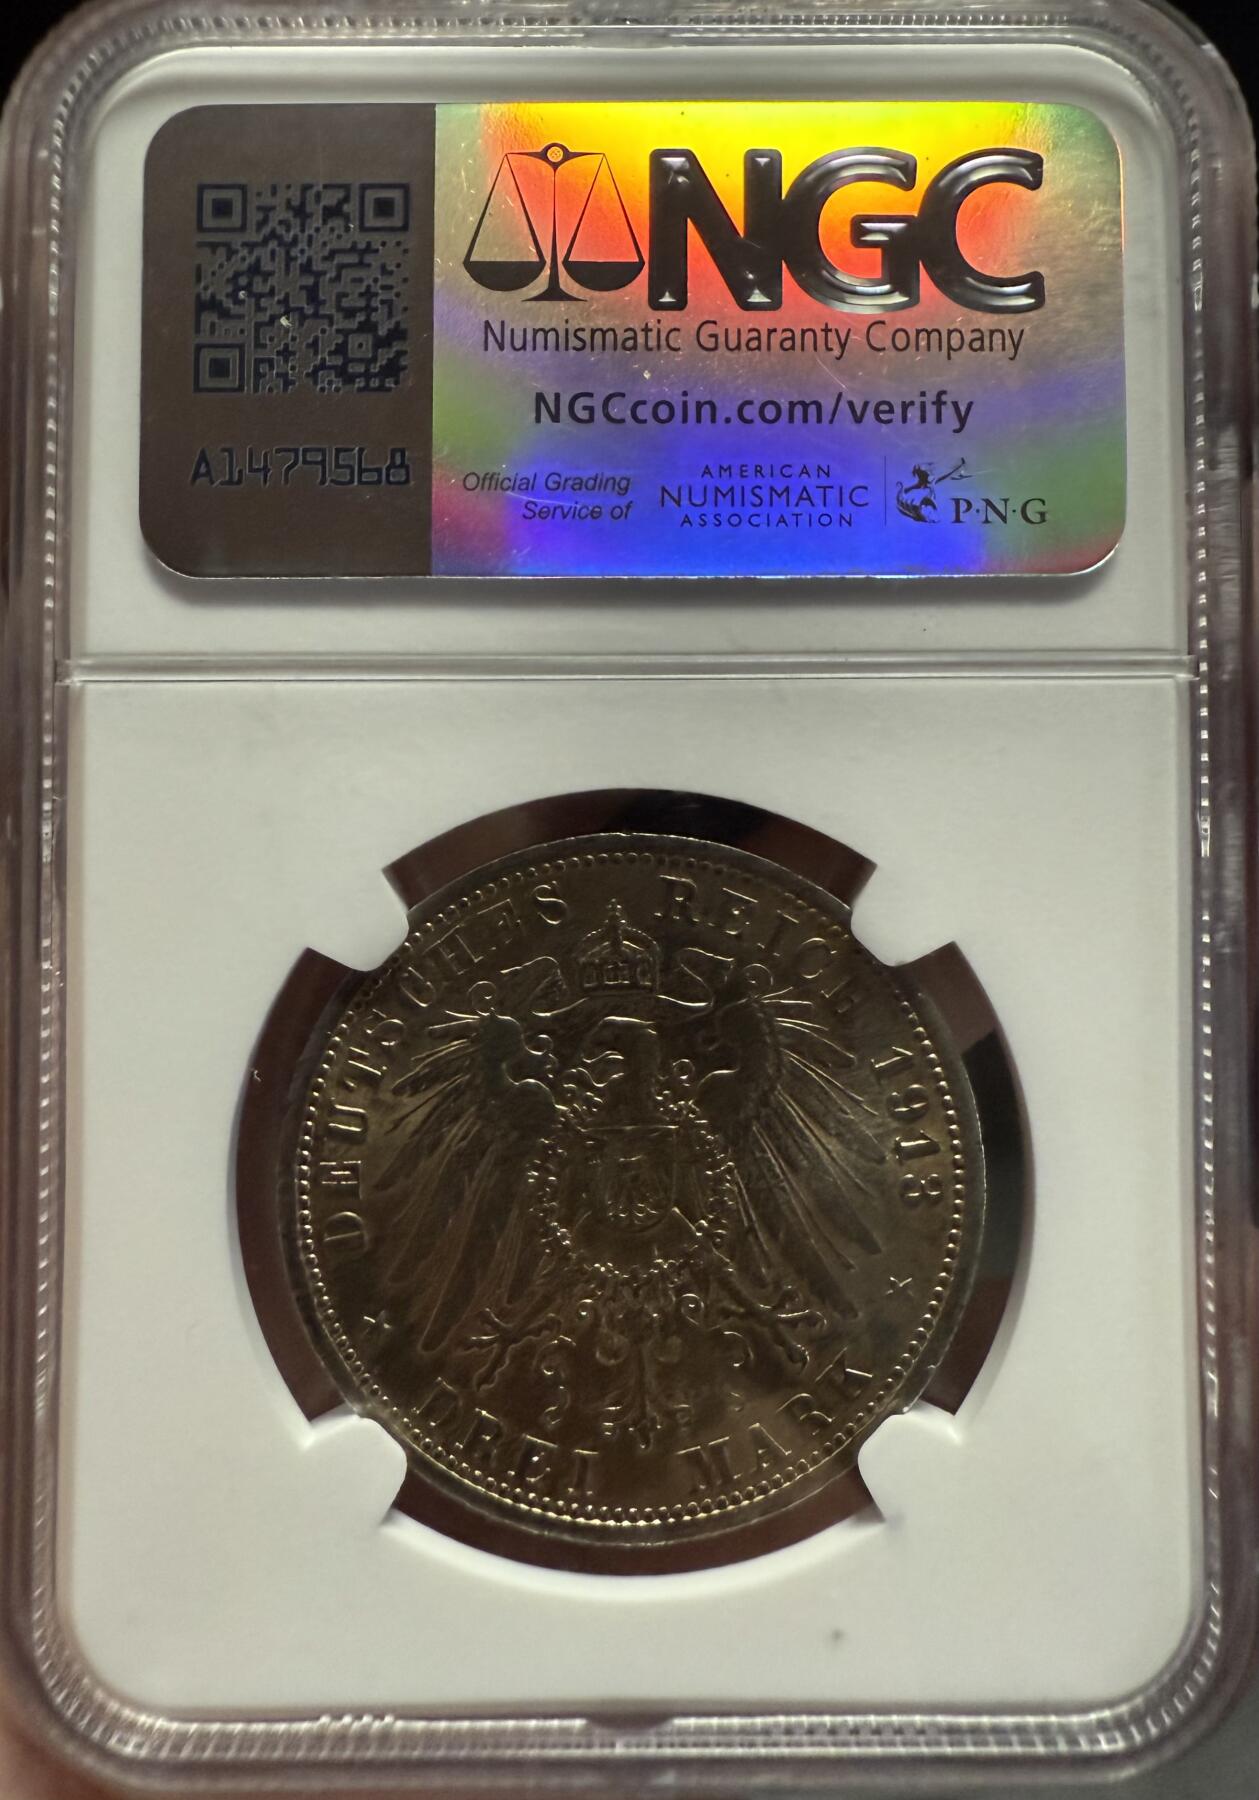 NGC
Numismatic Guaranty Company
NGCcoin.com/verify
A1479568
Official Grading
Service of
AMERICAN
NUMISMATIC
ASSOCIATION
P·N·G
DEUTSCHES REICH 1913
DREI MARK